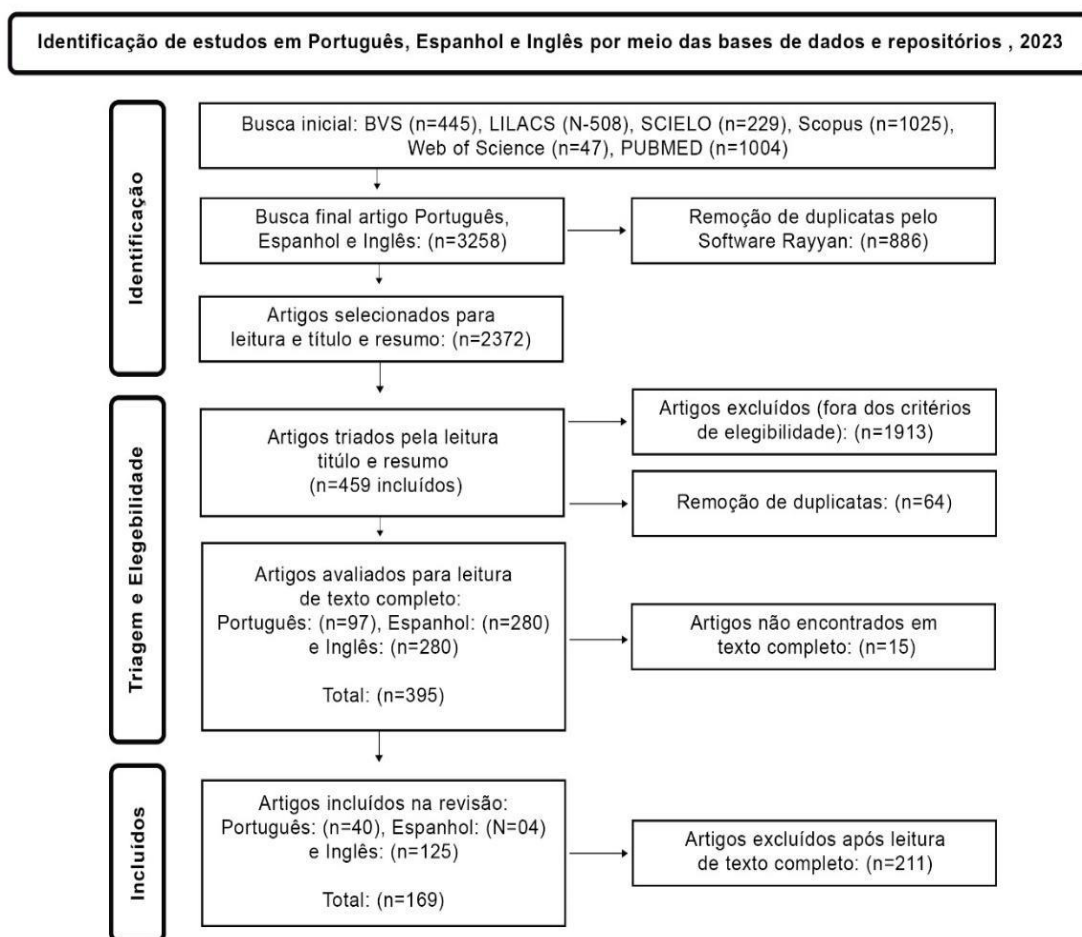 Identificação de estudos em Português, Espanhol e Inglês por meio das bases de dados e repositórios , 2023
Identificação
Busca inicial: BVS (n=445), LILACS (N-508), SCIELO (n=229), Scopus (n=1025),
Web of Science (n=47), PUBMED (n=1004)
Busca final artigo Português,
Espanhol e Inglês: (n=3258)
Remoção de duplicatas pelo
Software Rayyan: (n=886)
Artigos selecionados para
leitura e título e resumo: (n=2372)
Triagem e Elegebilidade
Artigos triados pela leitura
titúlo e resumo
(n=459 incluídos)
Artigos excluídos (fora dos critérios
de elegibilidade): (n=1913)
Remoção de duplicatas: (n=64)
Artigos avaliados para leitura
de texto completo:
Português: (n=97), Espanhol: (n=280)
e Inglês: (n=280)
Total: (n=395)
Artigos não encontrados em
texto completo: (n=15)
Incluídos
Artigos incluídos na revisão:
Português: (n=40), Espanhol: (N=04)
e Inglês: (n=125)
Total: (n=169)
Artigos excluídos após leitura
de texto completo: (n=211)